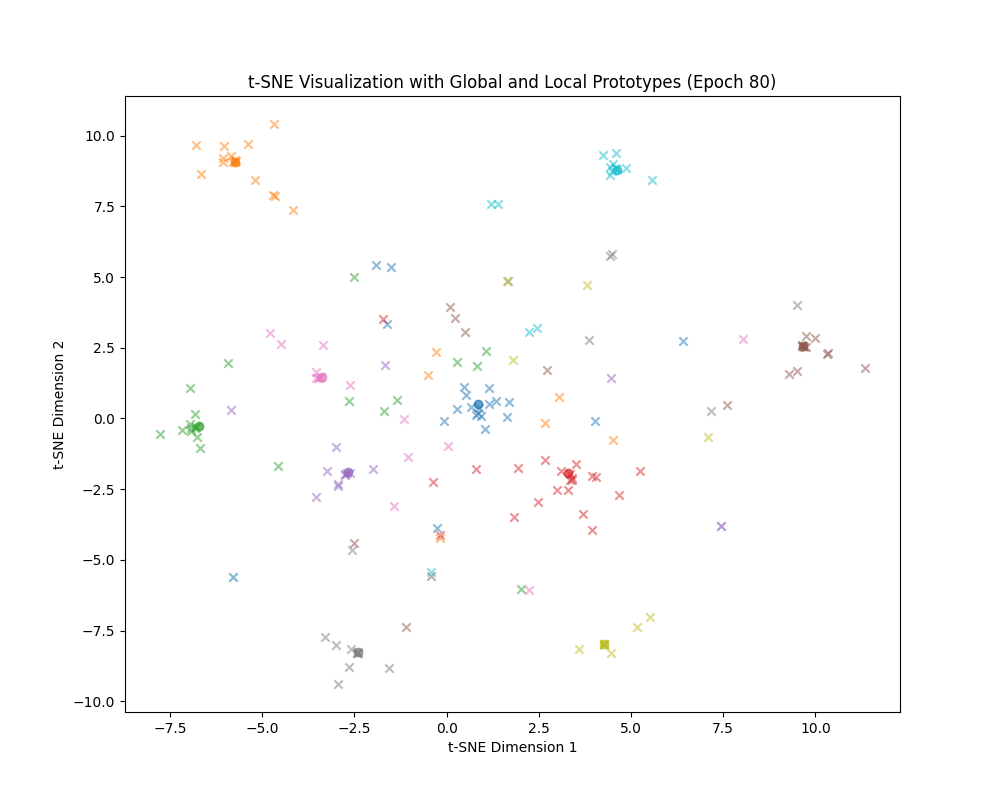 t-SNE Visualization with Global and Local Prototypes (Epoch 80)
10.0
7.5
5.0
2.5
0.0
−2.5
−5.0
−7.5
−10.0
t-SNE Dimension 2
−7.5 −5.0 −2.5 0.0 2.5 5.0 7.5 10.0
t-SNE Dimension 1